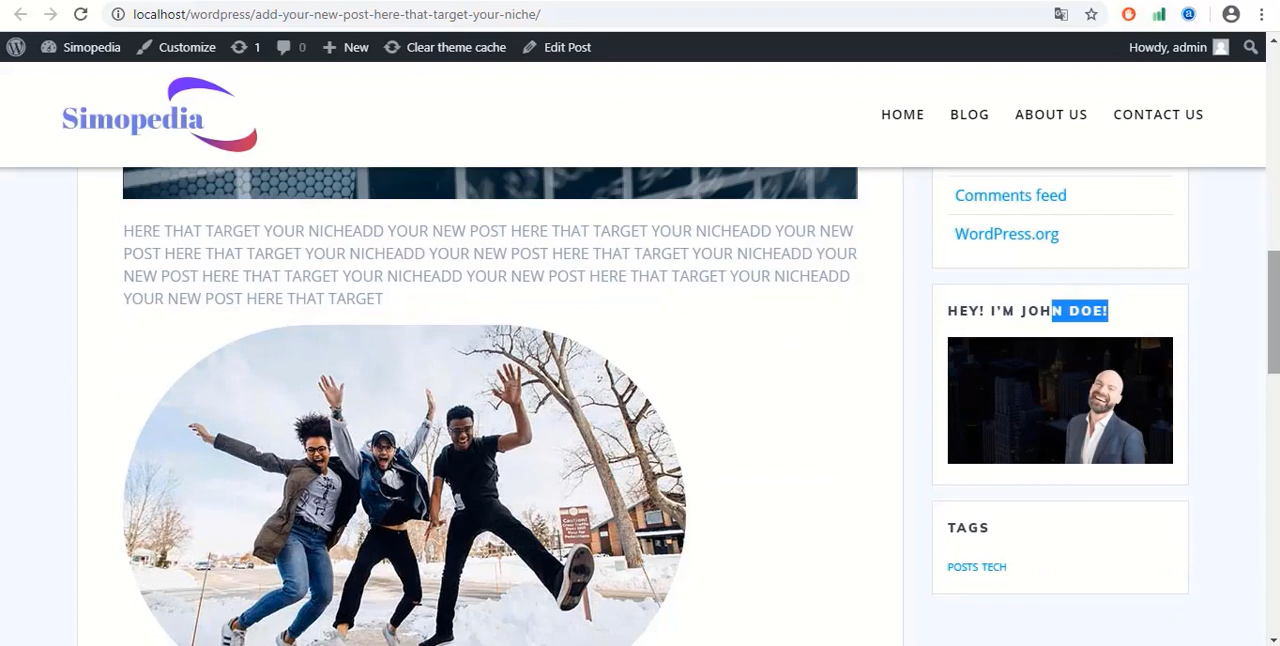 localhost/wordpress/add-your-new-post-here-that-target-your-niche/
Simopedia Customize 1 0 New Clear theme cache Edit Post Howdy, admin
Simopedia
HOME BLOG ABOUT US CONTACT US
HERE THAT TARGET YOUR NICHEADD YOUR NEW POST HERE THAT TARGET YOUR NICHEADD YOUR NEW
POST HERE THAT TARGET YOUR NICHEADD YOUR NEW POST HERE THAT TARGET YOUR NICHEADD YOUR
NEW POST HERE THAT TARGET YOUR NICHEADD YOUR NEW POST HERE THAT TARGET YOUR NICHEADD
YOUR NEW POST HERE THAT TARGET
Comments feed
WordPress.org
HEY! I'M JOHN DOE!
TAGS
POSTS TECH